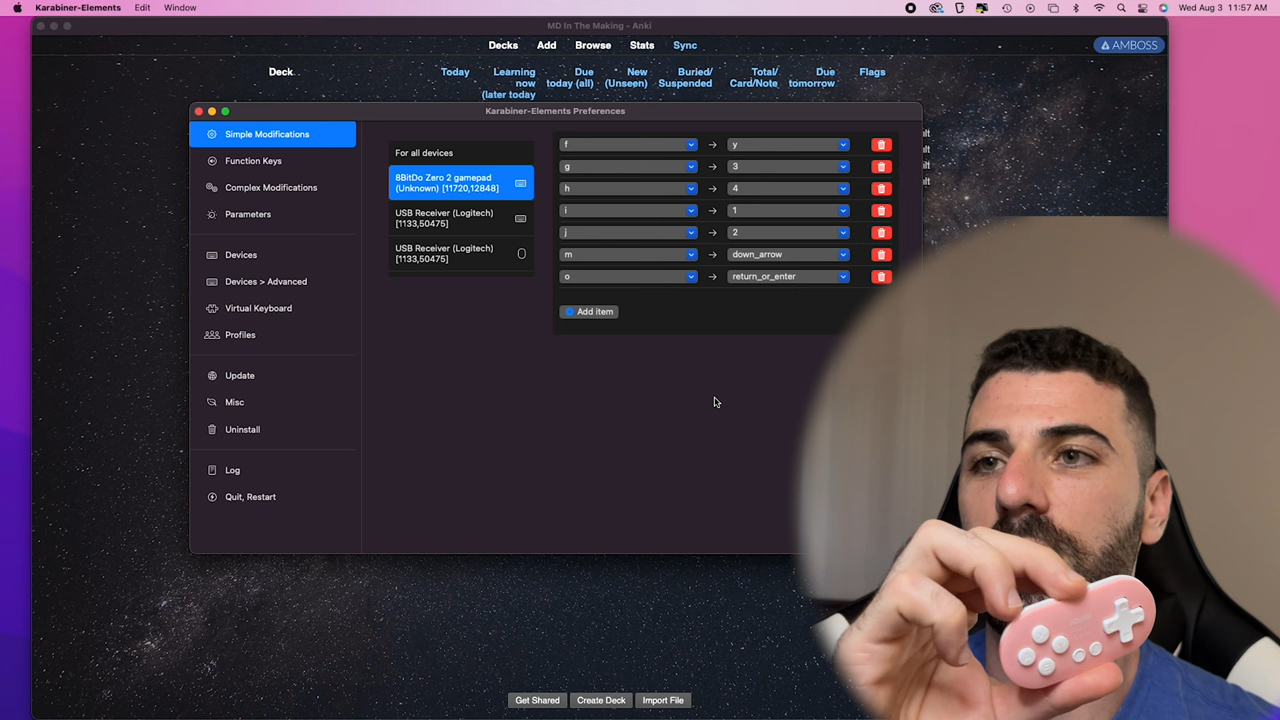 Karabiner-Elements Edit Window
Wed Aug 3 11:57 AM
MD In The Making - Anki
Decks Add Browse Stats Sync
AMBOSS
Deck
Today
Learning
now
(later today
Due
today (all)
New
(Unseen)
Buried/
Suspended
Total/
Card/Note
Due
tomorrow
Flags
Karabiner-Elements Preferences
Simple Modifications
Function Keys
Complex Modifications
Parameters
Devices
Devices > Advanced
Virtual Keyboard
Profiles
Update
Misc
Uninstall
Log
Quit, Restart
For all devices
8BitDo Zero 2 gamepad
(Unknown) [11720,12848]
USB Receiver (Logitech)
[1133,50475]
USB Receiver (Logitech)
[1133,50475]
f → y
g → 3
h → 4
i → 1
j → 2
m → down_arrow
o → return_or_enter
Add item
Get Shared Create Deck Import File